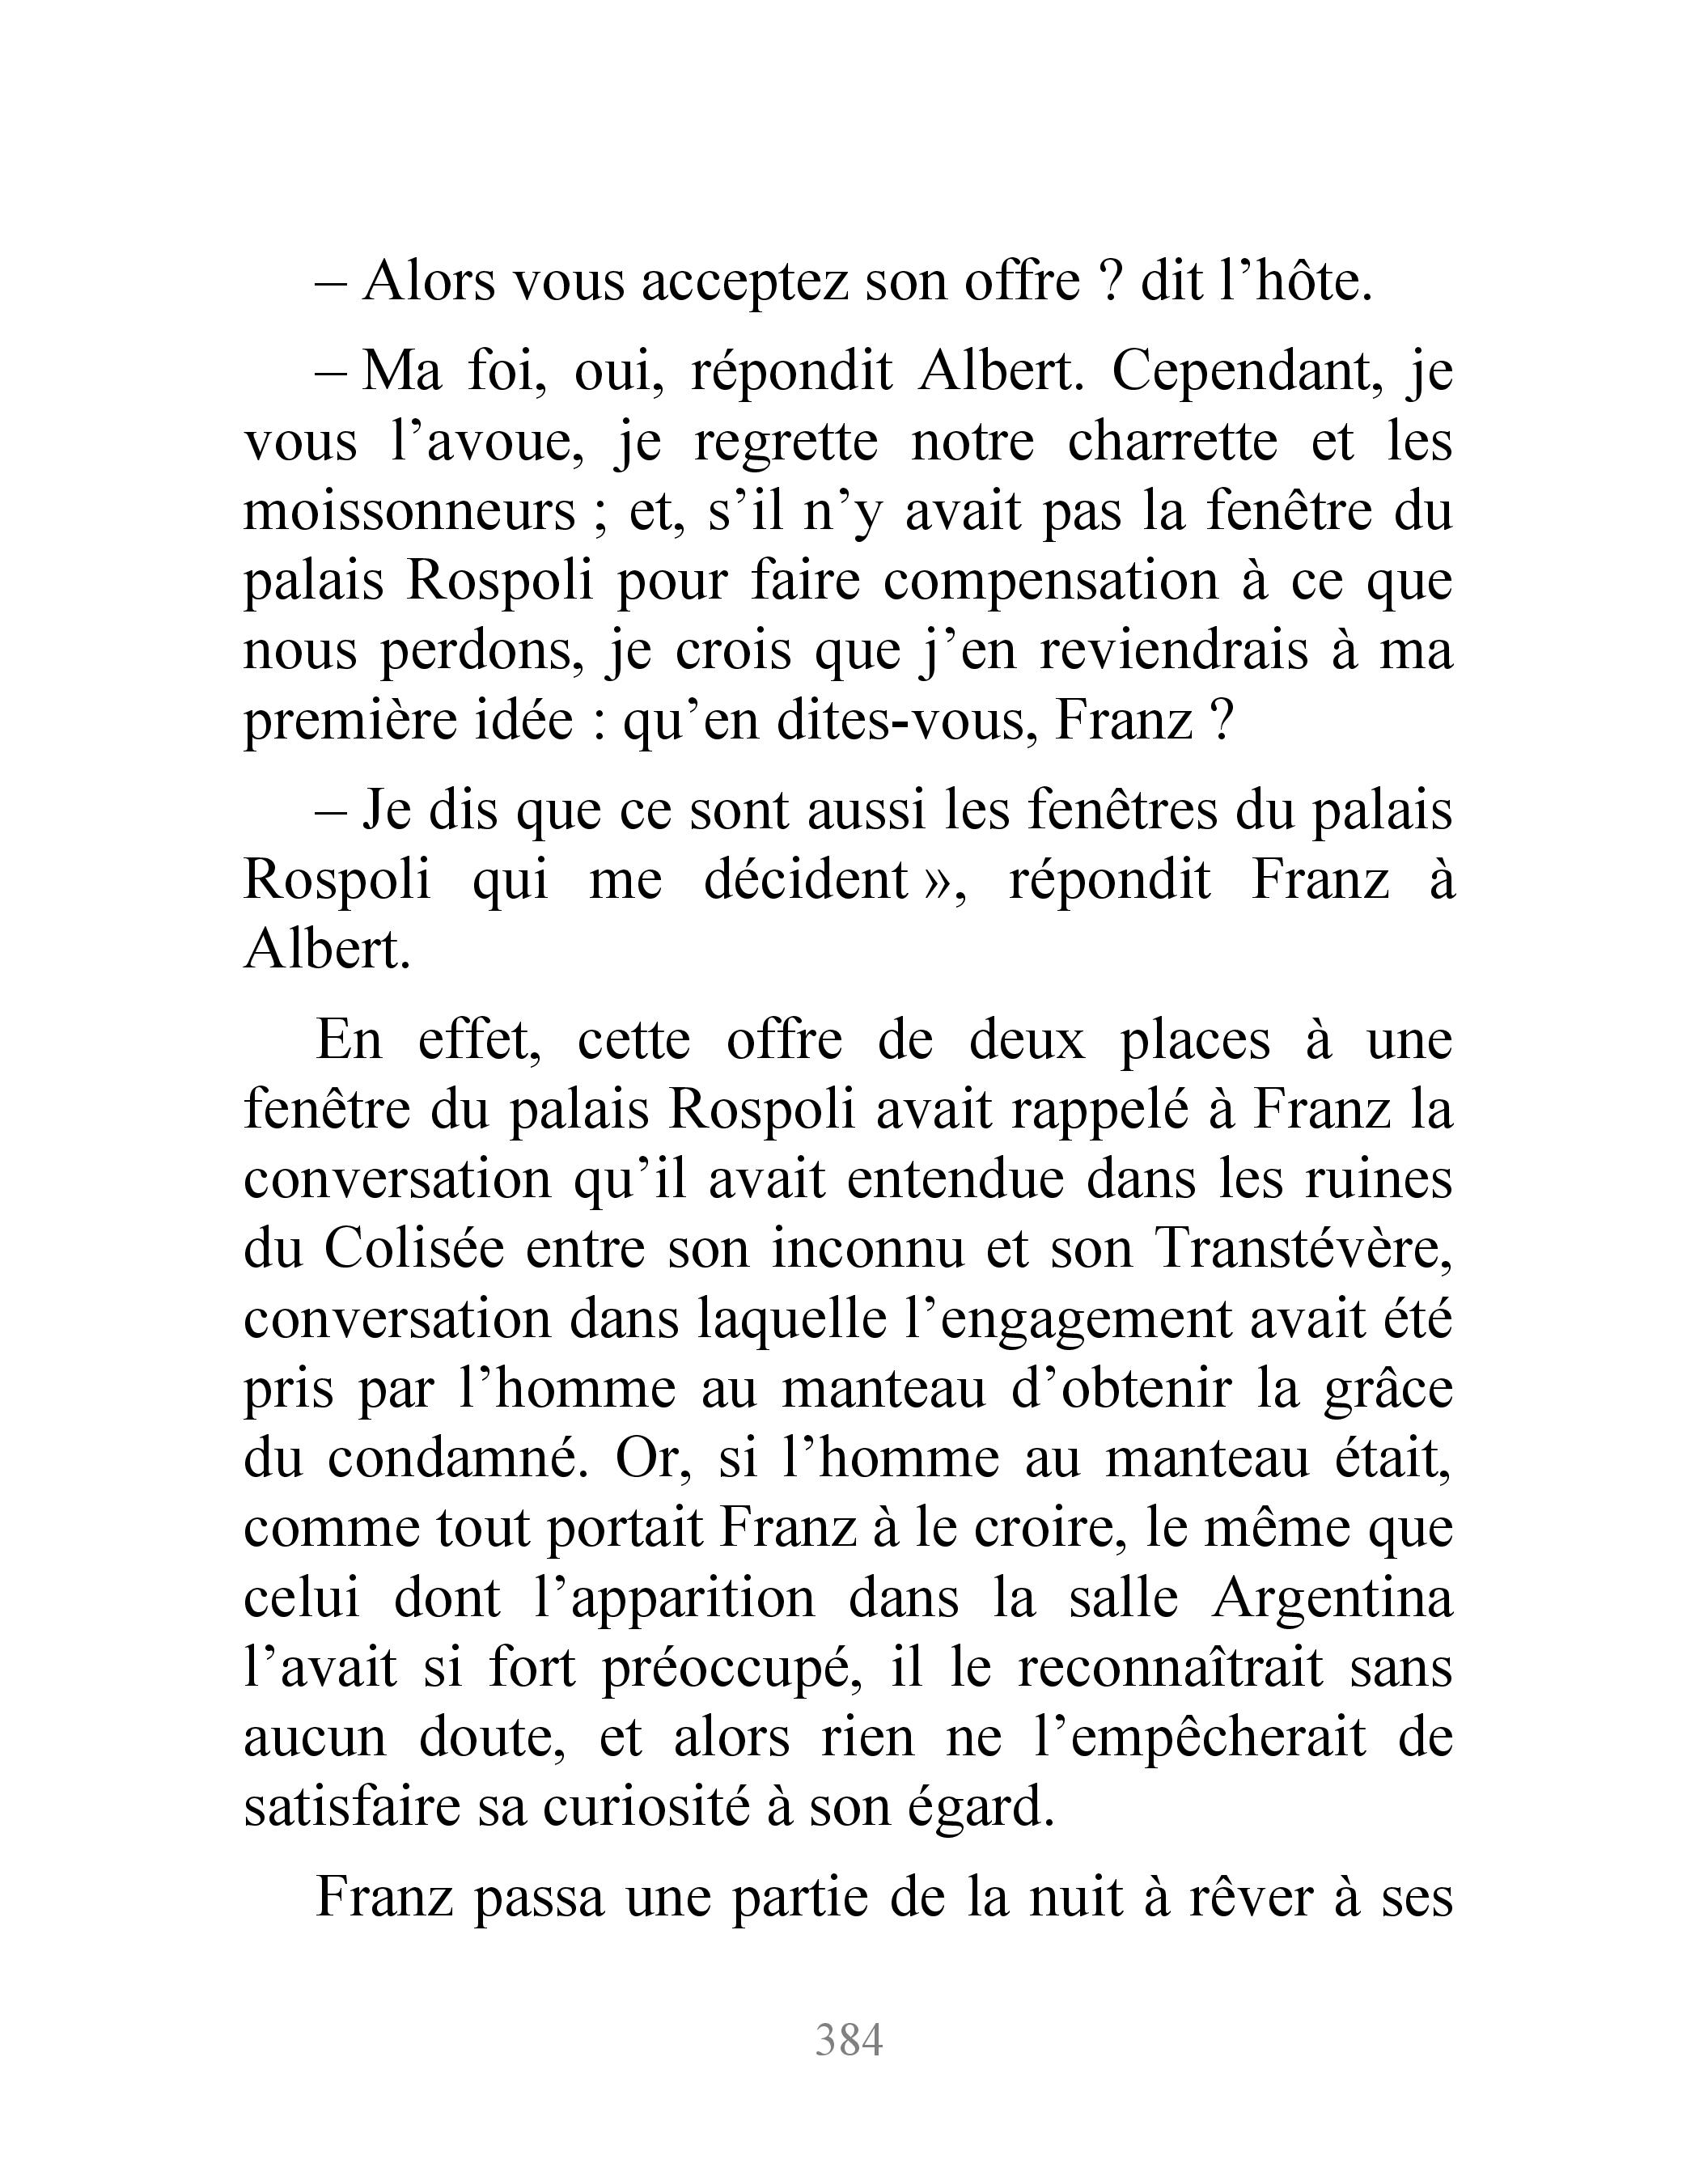 – Alors vous acceptez son offre ? dit l’hôte.
– Ma foi, oui, répondit Albert. Cependant, je
vous l’avoue, je regrette notre charrette et les
moissonneurs ; et, s’il n’y avait pas la fenêtre du
palais Rospoli pour faire compensation à ce que
nous perdons, je crois que j’en reviendrais à ma
première idée : qu’en dites-vous, Franz ?
– Je dis que ce sont aussi les fenêtres du palais
Rospoli qui me décident », répondit Franz à
Albert.
En effet, cette offre de deux places à une
fenêtre du palais Rospoli avait rappelé à Franz la
conversation qu’il avait entendue dans les ruines
du Colisée entre son inconnu et son Transtévère,
conversation dans laquelle l’engagement avait été
pris par l’homme au manteau d’obtenir la grâce
du condamné. Or, si l’homme au manteau était,
comme tout portait Franz à le croire, le même que
celui dont l’apparition dans la salle Argentina
l’avait si fort préoccupé, il le reconnaîtrait sans
aucun doute, et alors rien ne l’empêcherait de
satisfaire sa curiosité à son égard.
Franz passa une partie de la nuit à rêver à ses
384